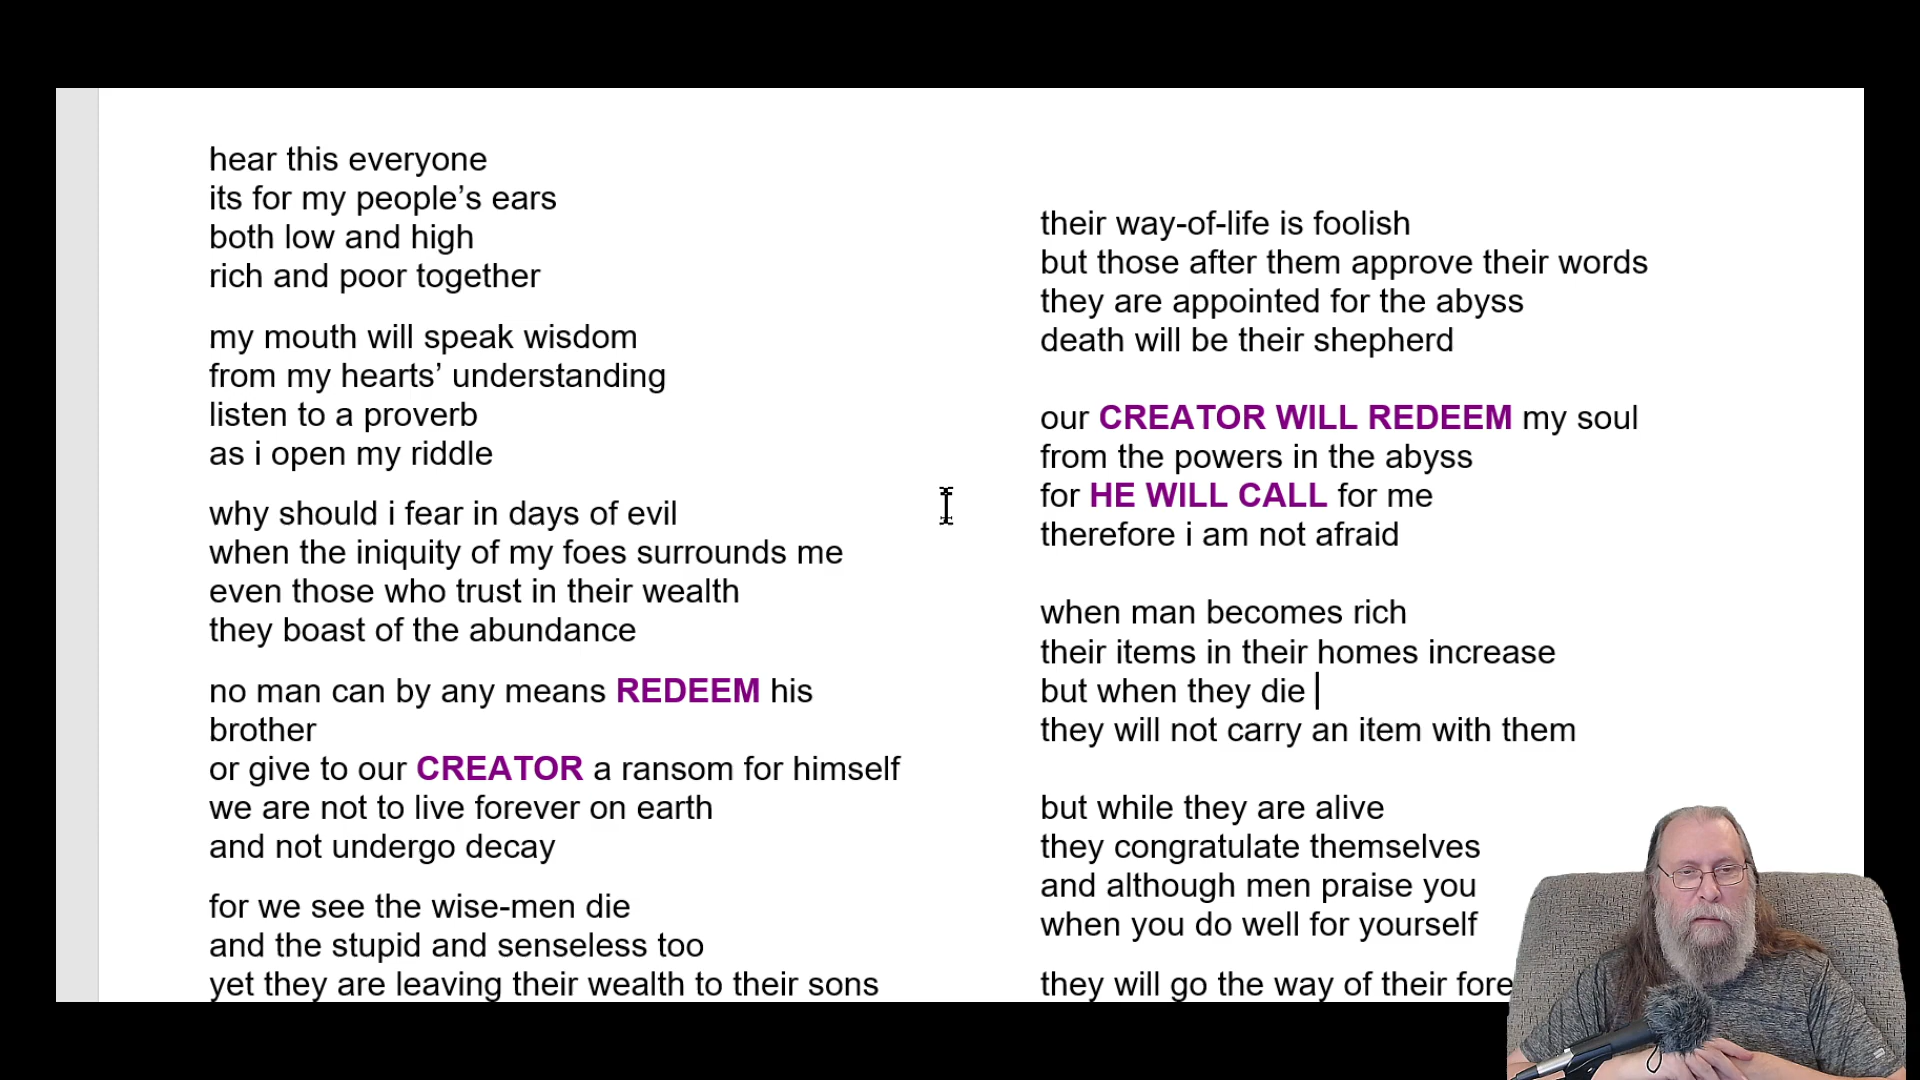 hear this everyone
its for my people’s ears
both low and high
rich and poor together
my mouth will speak wisdom
from my hearts’ understanding
listen to a proverb
as i open my riddle
why should i fear in days of evil
when the iniquity of my foes surrounds me
even those who trust in their wealth
they boast of the abundance
no man can by any means REDEEM his
brother
or give to our CREATOR a ransom for himself
we are not to live forever on earth
and not undergo decay
for we see the wise-men die
and the stupid and senseless too
yet they are leaving their wealth to their sons
their way-of-life is foolish
but those after them approve their words
they are appointed for the abyss
death will be their shepherd
our CREATOR WILL REDEEM my soul
from the powers in the abyss
for HE WILL CALL for me
therefore i am not afraid
when man becomes rich
their items in their homes increase
but when they die
they will not carry an item with them
but while they are alive
they congratulate themselves
and although men praise you
when you do well for yourself
they will go the way of their fore